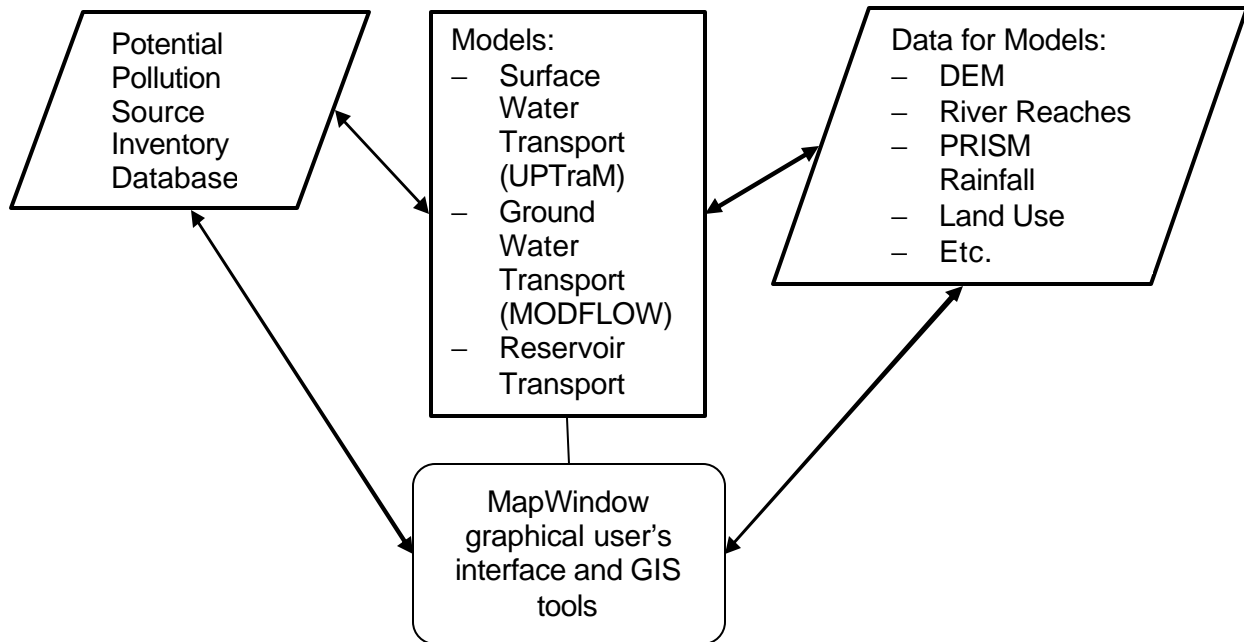 Potential
Pollution
Source
Inventory
Database
Models:
– Surface
Water
Transport
(UPTraM)
– Ground
Water
Transport
(MODFLOW)
– Reservoir
Transport
Data for Models:
– DEM
– River Reaches
– PRISM
Rainfall
– Land Use
– Etc.
MapWindow
graphical user’s
interface and GIS
tools